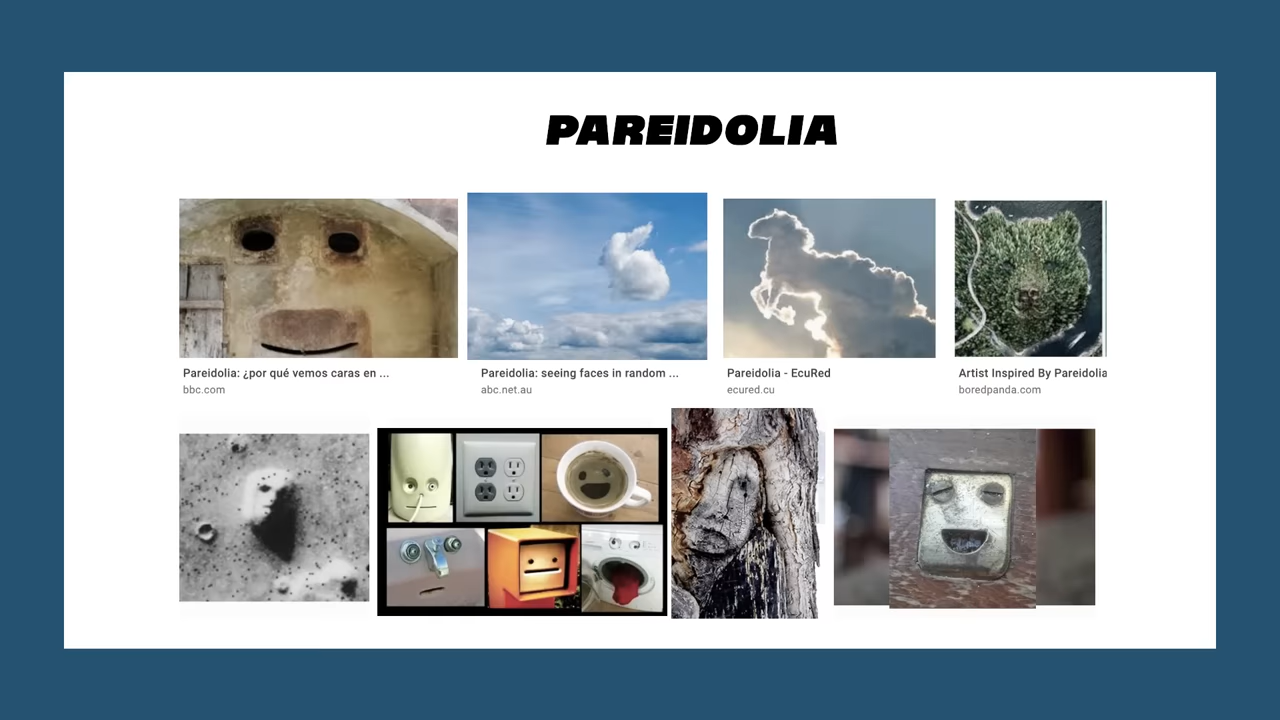 PAREIDOLIA
Pareidolia: ¿por qué vemos caras en ...
bbc.com
Pareidolia: seeing faces in random ...
abc.net.au
Pareidolia - EcuRed
ecured.cu
Artist Inspired By Pareidolia
boredpanda.com